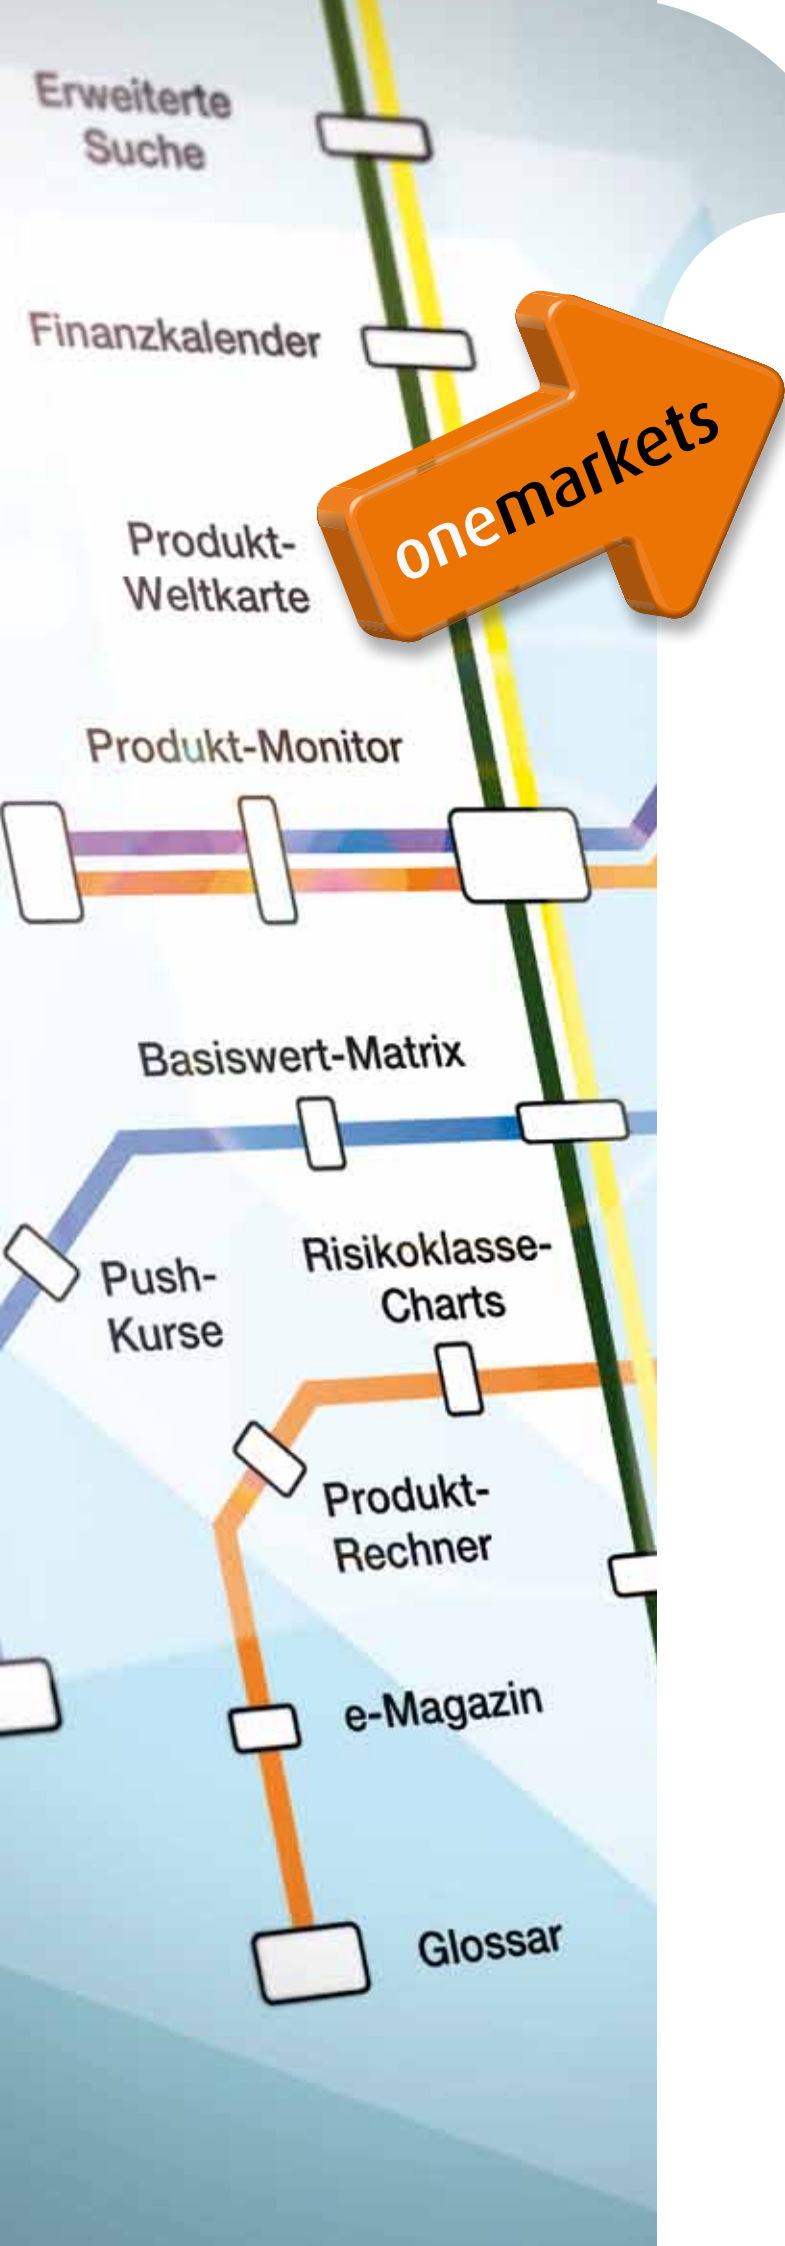 Erweiterte
Suche
Finanzkalender
onemarkets
Produkt-
Weltkarte
Produkt-Monitor
Basiswert-Matrix
Risikoklasse-
Charts
Push-
Kurse
Produkt-
Rechner
e-Magazin
Glossar